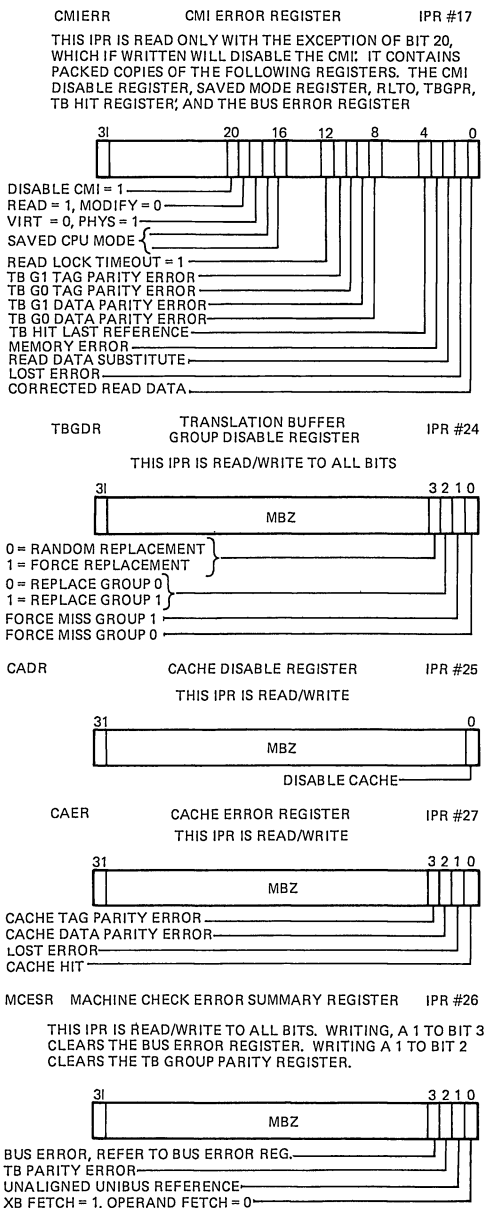 CMIERR CMI ERROR REGISTER IPR #17
THIS IPR IS READ ONLY WITH THE EXCEPTION OF BIT 20,
WHICH IF WRITTEN WILL DISABLE THE CMI. IT CONTAINS
PACKED COPIES OF THE FOLLOWING REGISTERS. THE CMI
DISABLE REGISTER, SAVED MODE REGISTER, RLTO, TBGPR,
TB HIT REGISTER, AND THE BUS ERROR REGISTER
31 20 16 12 8 4 0
DISABLE CMI = 1
READ = 1, MODIFY = 0
VIRT = 0, PHYS = 1
SAVED CPU MODE {
READ LOCK TIMEOUT = 1
TB G1 TAG PARITY ERROR
TB G0 TAG PARITY ERROR
TB G1 DATA PARITY ERROR
TB G0 DATA PARITY ERROR
TB HIT LAST REFERENCE
MEMORY ERROR
READ DATA SUBSTITUTE
LOST ERROR
CORRECTED READ DATA
TBGDR TRANSLATION BUFFER IPR #24
GROUP DISABLE REGISTER
THIS IPR IS READ/WRITE TO ALL BITS
31 3 2 1 0
MBZ
0 = RANDOM REPLACEMENT
1 = FORCE REPLACEMENT
0 = REPLACE GROUP 0
1 = REPLACE GROUP 1
FORCE MISS GROUP 1
FORCE MISS GROUP 0
CADR CACHE DISABLE REGISTER IPR #25
THIS IPR IS READ/WRITE
31 0
MBZ
DISABLE CACHE
CAER CACHE ERROR REGISTER IPR #27
THIS IPR IS READ/WRITE
31 3 2 1 0
MBZ
CACHE TAG PARITY ERROR
CACHE DATA PARITY ERROR
LOST ERROR
CACHE HIT
MCESR MACHINE CHECK ERROR SUMMARY REGISTER IPR #26
THIS IPR IS READ/WRITE TO ALL BITS. WRITING, A 1 TO BIT 3
CLEARS THE BUS ERROR REGISTER. WRITING A 1 TO BIT 2
CLEARS THE TB GROUP PARITY REGISTER.
31 3 2 1 0
MBZ
BUS ERROR, REFER TO BUS ERROR REG.
TB PARITY ERROR
UNALIGNED UNIBUS REFERENCE
XB FETCH = 1, OPERAND FETCH = 0